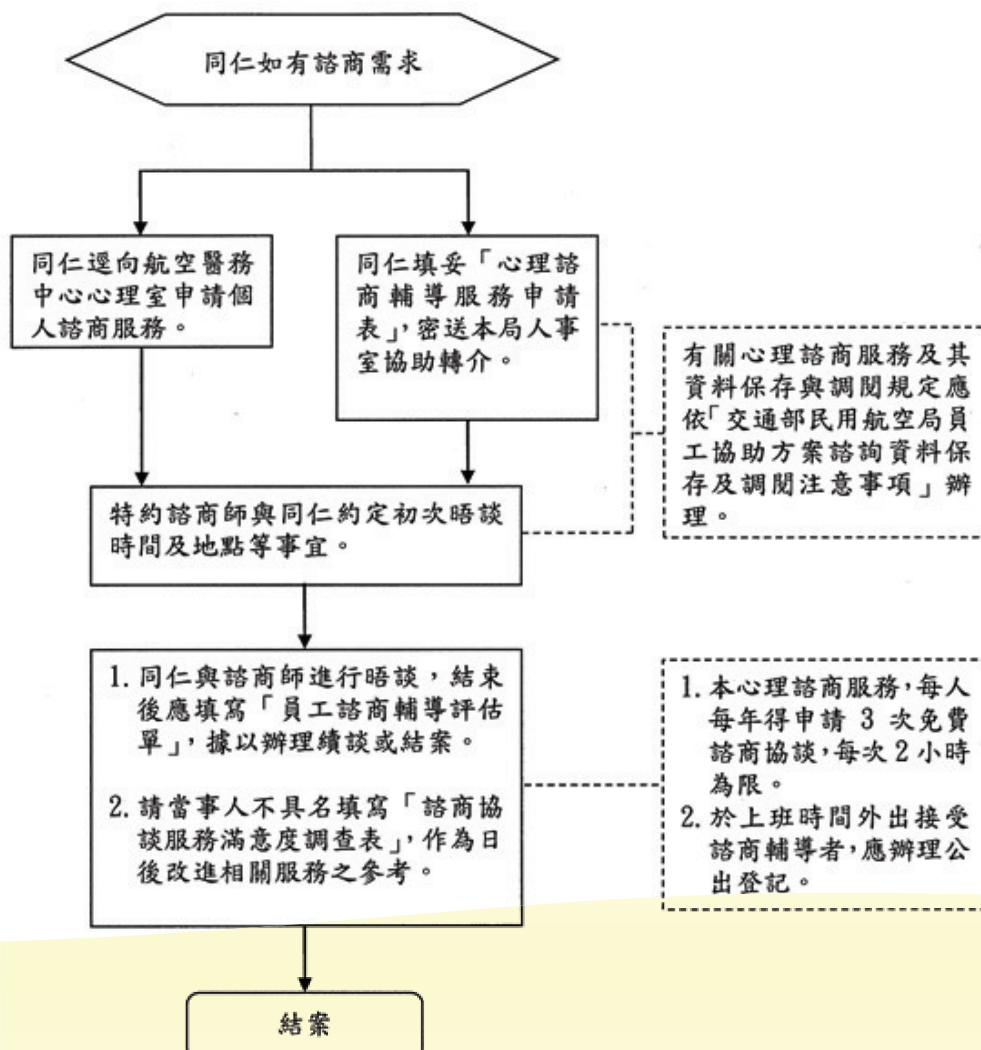 同仁如有諮商需求
同仁逕向航空醫務
中心心理室申請個
人諮商服務。
同仁填妥「心理諮
商輔導服務申請
表」,密送本局人事
室協助轉介。
有關心理諮商服務及其
資料保存與調閱規定應
依「交通部民用航空局員
工協助方案諮詢資料保
存及調閱注意事項」辦
理。
特約諮商師與同仁約定初次晤談
時間及地點等事宜。
1. 同仁與諮商師進行晤談,結束
後應填寫「員工諮商輔導評估
單」,據以辦理續談或結案。
2. 請當事人不具名填寫「諮商協
談服務滿意度調查表」,作為日
後改進相關服務之參考。
1. 本心理諮商服務,每人
每年得申請 3 次免費
諮商協談,每次 2 小時
為限。
2. 於上班時間外出接受
諮商輔導者,應辦理公
出登記。
結案